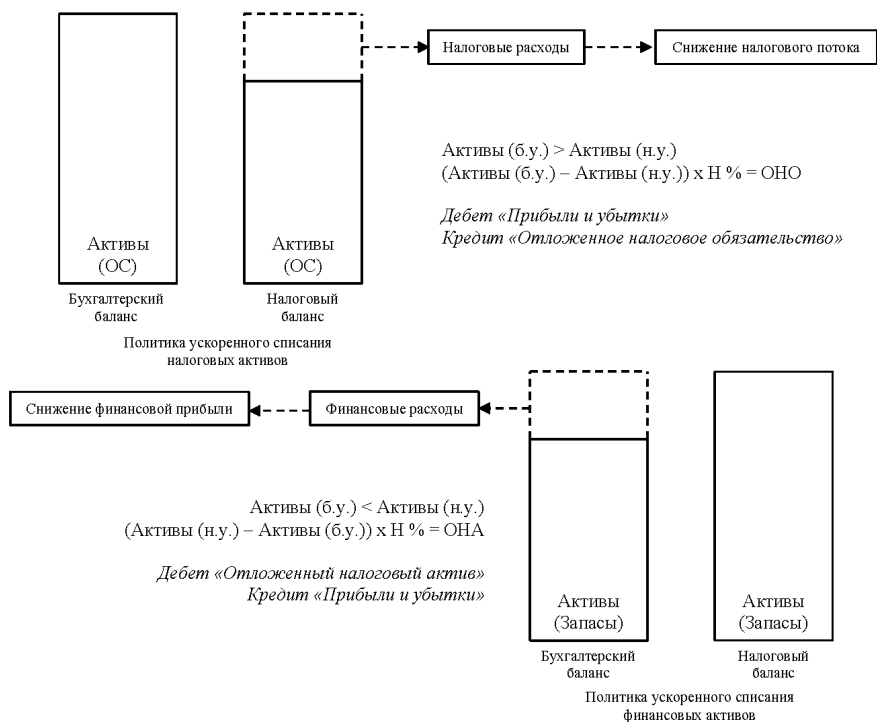 Налоговые расходы
Снижение налогового потока
Активы (б.у.) > Активы (н.у.)
(Активы (б.у.) – Активы (н.у.)) x Н % = ОНО
Дебет «Прибыли и убытки»
Кредит «Отложенное налоговое обязательство»
Активы
(ОС)
Активы
(ОС)
Бухгалтерский
баланс
Налоговый
баланс
Политика ускоренного списания
налоговых активов
Снижение финансовой прибыли
Финансовые расходы
Активы (б.у.) < Активы (н.у.)
(Активы (н.у.) – Активы (б.у.)) x Н % = ОНА
Дебет «Отложенный налоговый актив»
Кредит «Прибыли и убытки»
Активы
(Запасы)
Активы
(Запасы)
Бухгалтерский
баланс
Налоговый
баланс
Политика ускоренного списания
финансовых активов